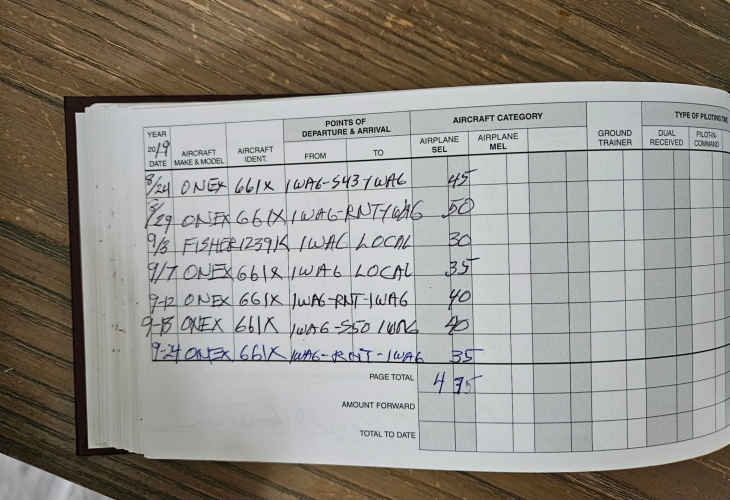 YEAR 2019 DATE AIRCRAFT MAKE & MODEL AIRCRAFT IDENT. POINTS OF DEPARTURE & ARRIVAL FROM TO AIRCRAFT CATEGORY AIRPLANE SEL AIRPLANE MEL GROUND TRAINER TYPE OF PILOTING TIME DUAL RECEIVED PILOT-IN-COMMAND
8/24 ONEX 661X 1WA6-S43-1WA6 45
8/29 ONEX 661X 1WA6-RNT-1WA6 50
9/3 FISHER 1239K 1WA6 LOCAL 30
9/7 ONEX 661X 1WA6 LOCAL 35
9-12 ONEX 661X 1WA6-RNT-1WA6 40
9-13 ONEX 661X 1WA6-S50 1WA6 40
9-24 ONEX 661X 1WA6-RNT-1WA6 35
PAGE TOTAL 4 35
AMOUNT FORWARD
TOTAL TO DATE